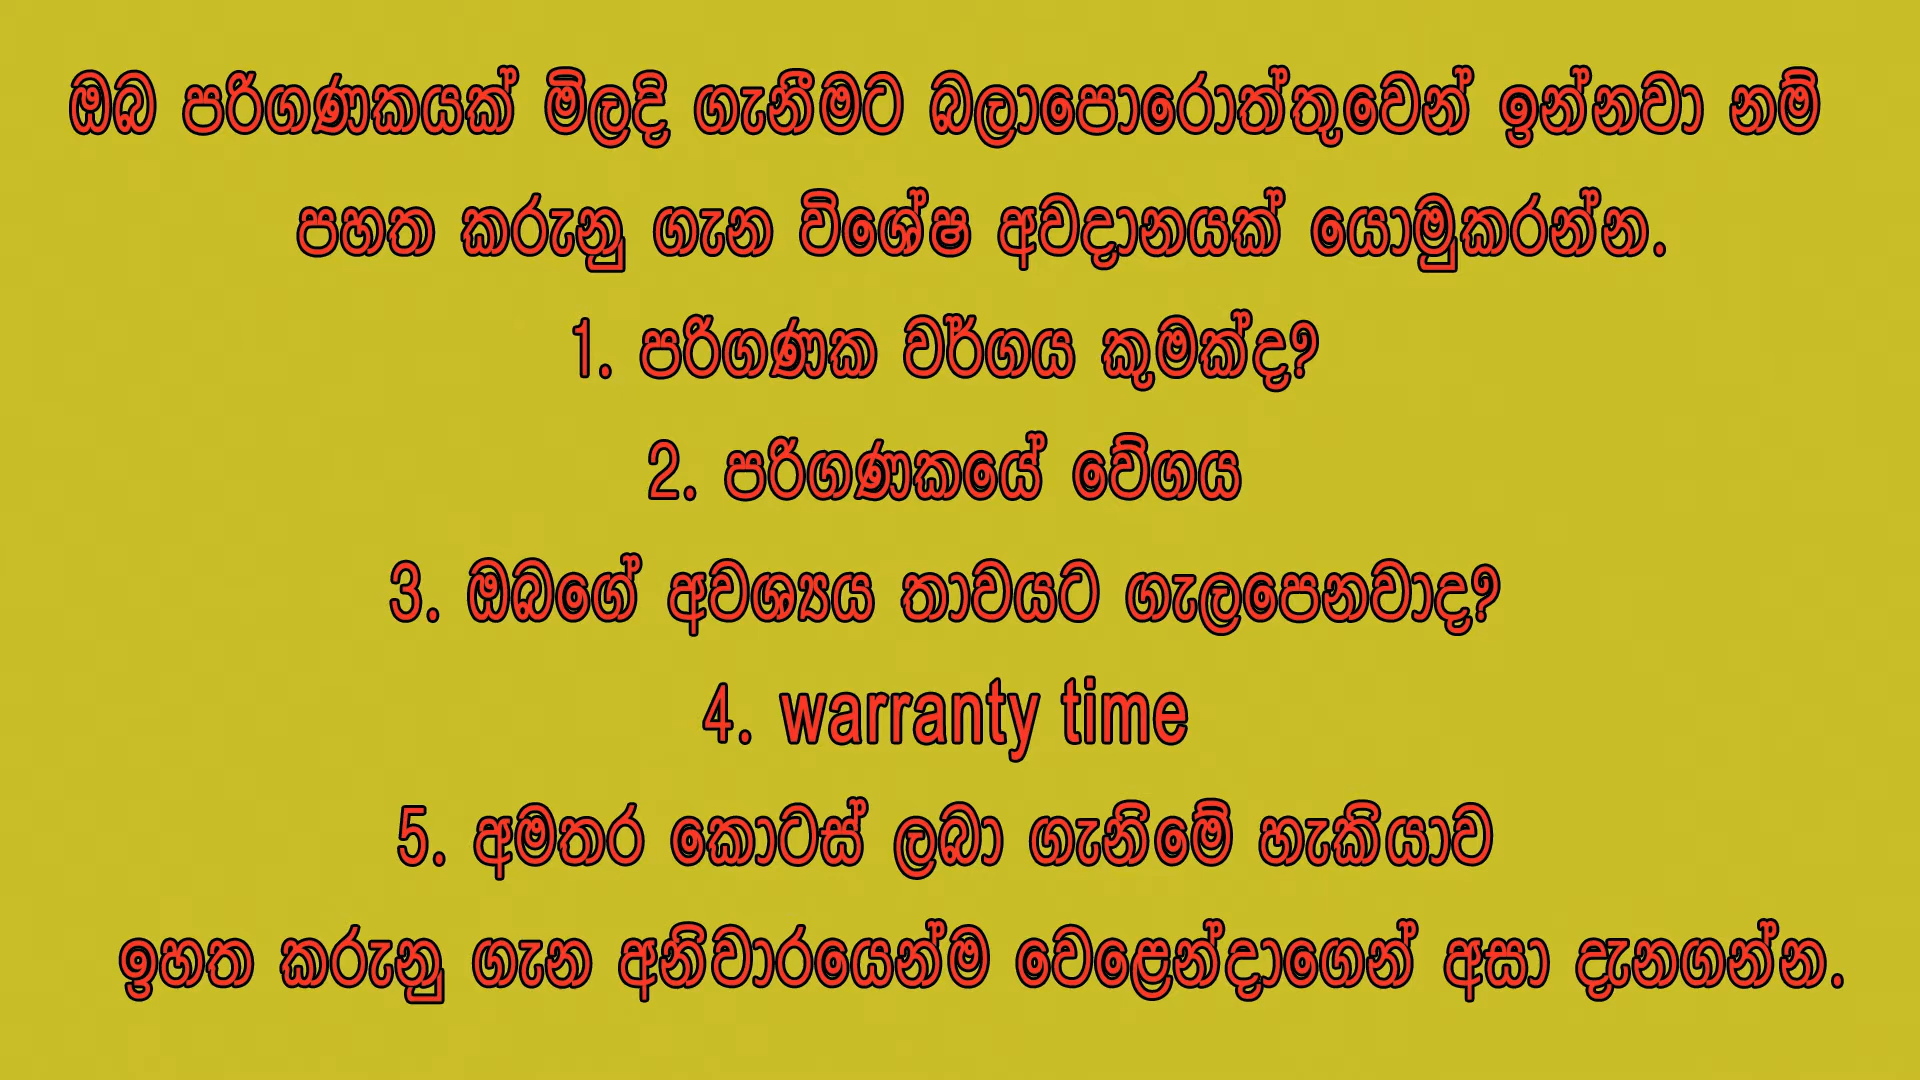 ඔබ පරිගණකයක් මිලදි ගැනීමට බලාපොරොත්තුවෙන් ඉන්නවා නම්
පහත කරුනු ගැන විශේෂ අවදානයක් යොමුකරන්න.
1. පරිගණක වර්ගය කුමක්ද?
2. පරිගණකයේ වේගය
3. ඔබගේ අවශ්‍යය තාවයට ගැලපෙනවාද?
4. warranty time
5. අමතර කොටස් ලබා ගැනිමේ හැකියාව
ඉහත කරුනු ගැන අනිවාරයෙන්ම වෙළෙන්දාගෙන් අසා දැනගන්න.